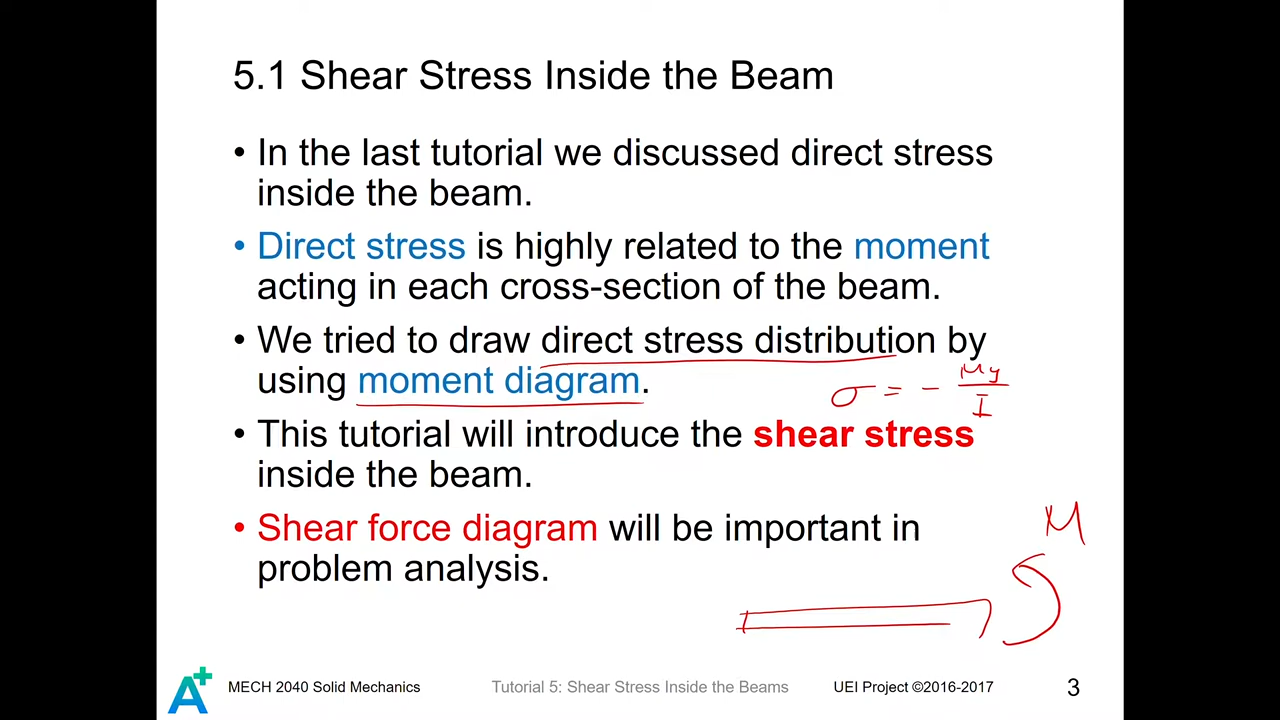 5.1 Shear Stress Inside the Beam
• In the last tutorial we discussed direct stress
inside the beam.
• Direct stress is highly related to the moment
acting in each cross-section of the beam.
• We tried to draw direct stress distribution by
using moment diagram.
σ = - My/I
• This tutorial will introduce the shear stress
inside the beam.
M
• Shear force diagram will be important in
problem analysis.
A+ MECH 2040 Solid Mechanics Tutorial 5: Shear Stress Inside the Beams UEI Project ©2016-2017 3